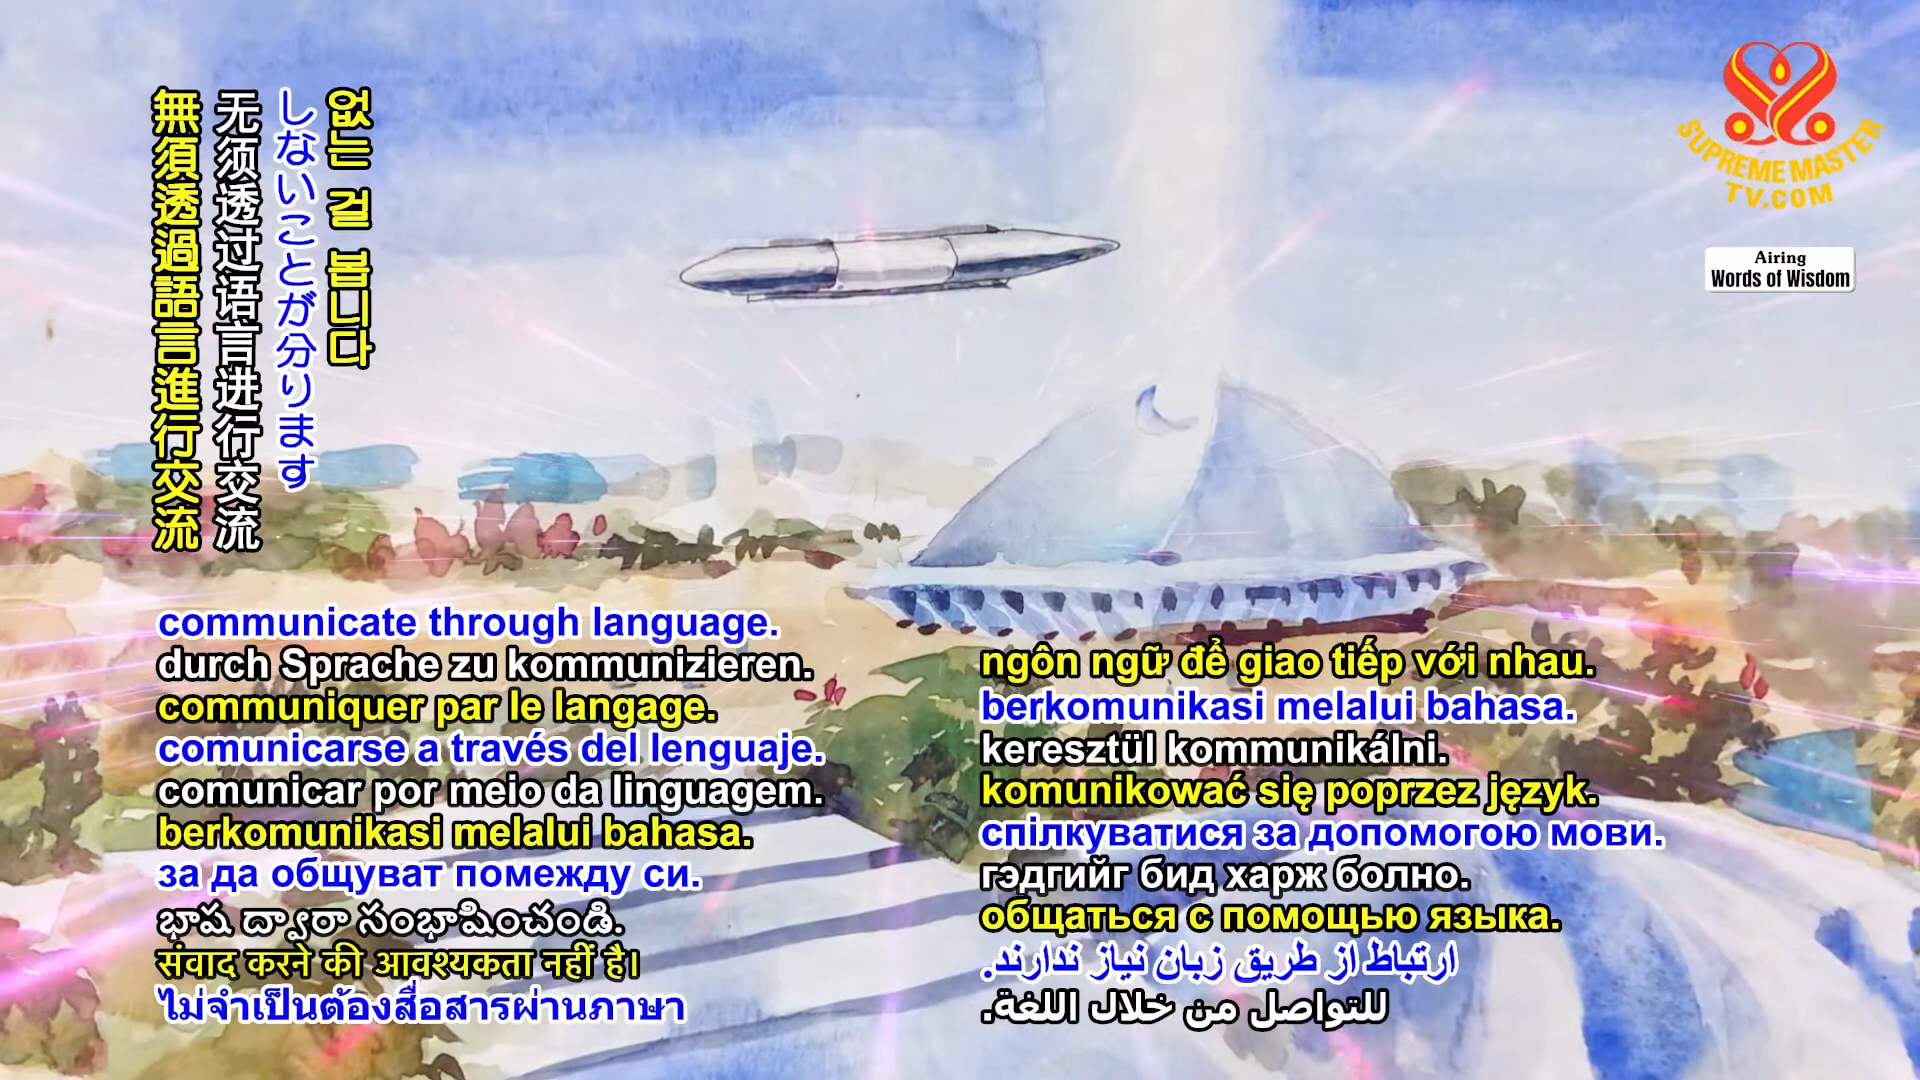 無須透過語言進行交流
无须透过语言进行交流
しないことが分ります
없는 걸 봅니다
communicate through language.
durch Sprache zu kommunizieren.
communiquer par le langage.
comunicarse a través del lenguaje.
comunicar por meio da linguagem.
berkomunikasi melalui bahasa.
за да общуват помежду си.
భాష ద్వారా సంభాషించండి.
संवाद करने की आवश्यकता नहीं है।
ไม่จำเป็นต้องสื่อสารผ่านภาษา
ngôn ngữ để giao tiếp với nhau.
berkomunikasi melalui bahasa.
keresztül kommunikálni.
komunikować się poprzez język.
спілкуватися за допомогою мови.
гэдгийг бид харж болно.
общаться с помощью языка.
ارتباط از طریق زبان نیاز ندارند.
للتواصل من خلال اللغة.
SUPREME MASTER
TV.COM
Airing
Words of Wisdom